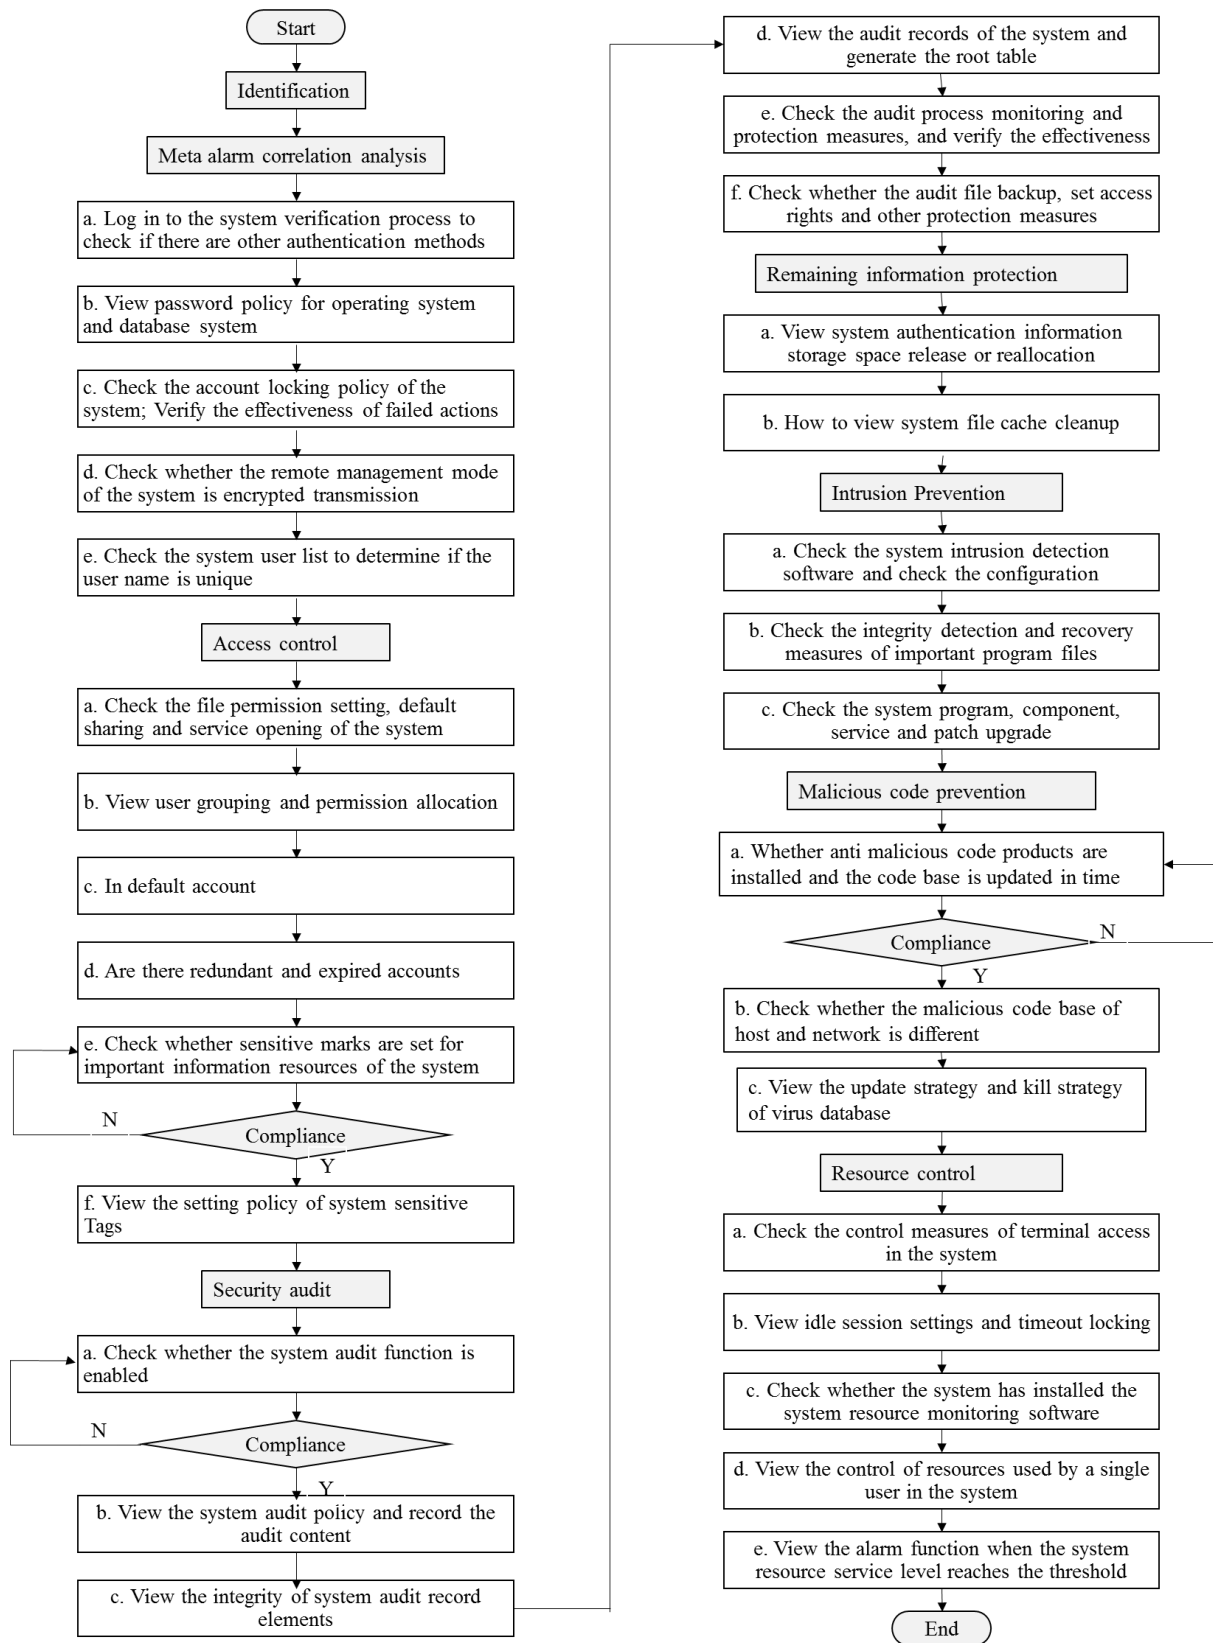 Start
Identification
Meta alarm correlation analysis
a. Log in to the system verification process to
check if there are other authentication methods
b. View password policy for operating system
and database system
c. Check the account locking policy of the
system; Verify the effectiveness of failed actions
d. Check whether the remote management mode
of the system is encrypted transmission
e. Check the system user list to determine if the
user name is unique
Access control
a. Check the file permission setting, default
sharing and service opening of the system
b. View user grouping and permission allocation
c. In default account
d. Are there redundant and expired accounts
e. Check whether sensitive marks are set for
important information resources of the system
N
Compliance
Y
f. View the setting policy of system sensitive
Tags
Security audit
a. Check whether the system audit function is
enabled
N
Compliance
Y
b. View the system audit policy and record the
audit content
c. View the integrity of system audit record
elements
d. View the audit records of the system and
generate the root table
e. Check the audit process monitoring and
protection measures, and verify the effectiveness
f. Check whether the audit file backup, set access
rights and other protection measures
Remaining information protection
a. View system authentication information
storage space release or reallocation
b. How to view system file cache cleanup
Intrusion Prevention
a. Check the system intrusion detection
software and check the configuration
b. Check the integrity detection and recovery
measures of important program files
c. Check the system program, component,
service and patch upgrade
Malicious code prevention
a. Whether anti malicious code products are
installed and the code base is updated in time
Compliance
N
Y
b. Check whether the malicious code base of
host and network is different
c. View the update strategy and kill strategy
of virus database
Resource control
a. Check the control measures of terminal access
in the system
b. View idle session settings and timeout locking
c. Check whether the system has installed the
system resource monitoring software
d. View the control of resources used by a single
user in the system
e. View the alarm function when the system
resource service level reaches the threshold
End